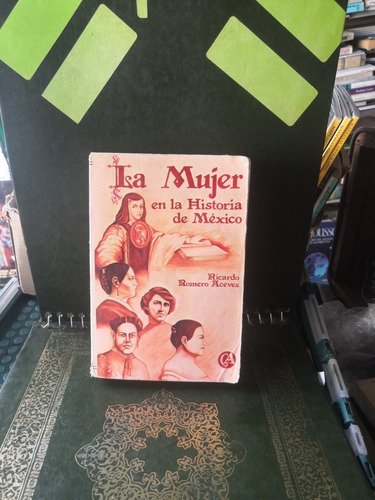 La Mujer
en la Historia
de México
Ricardo
Romero Aceves